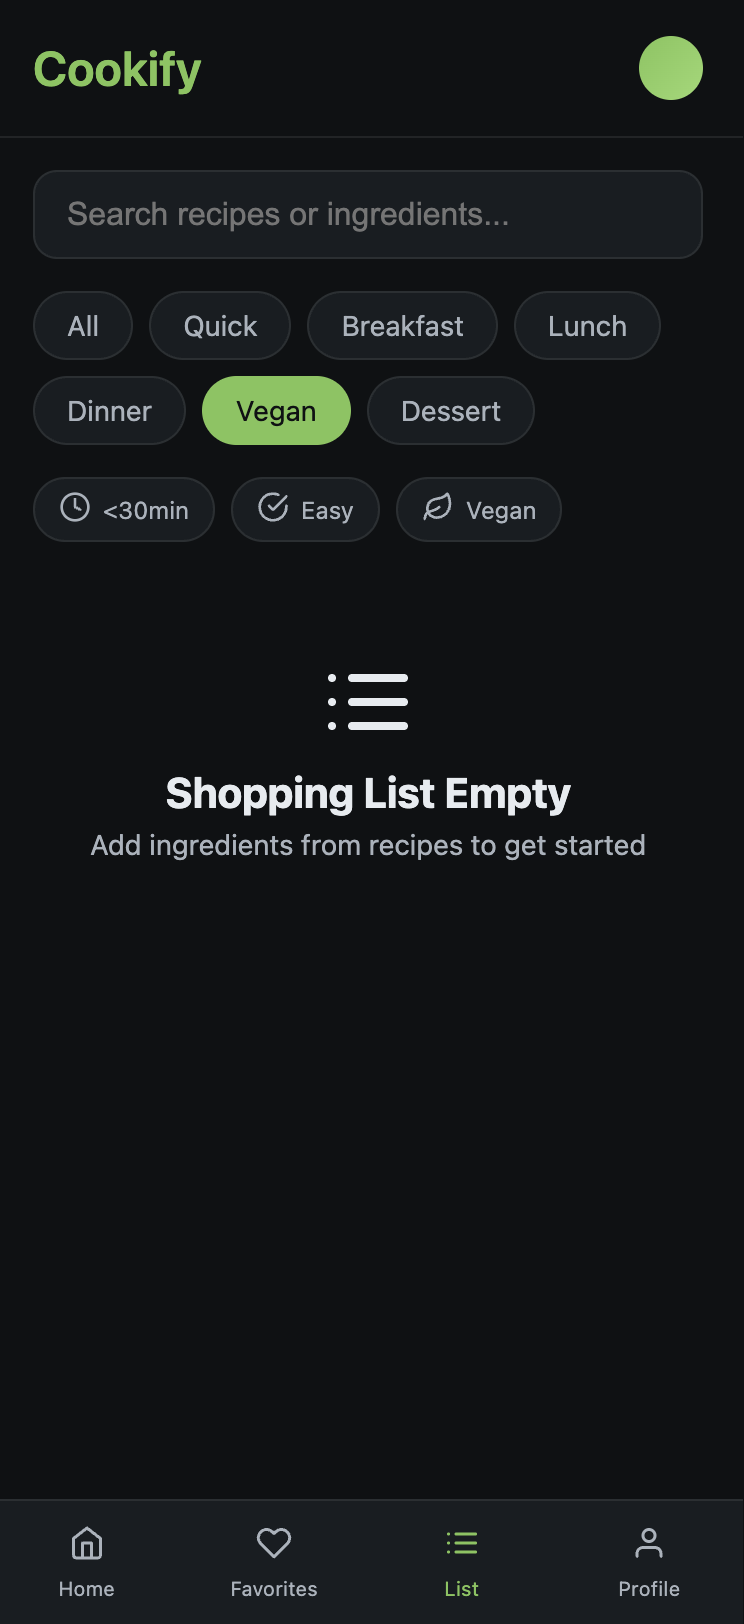 Cookify
Search recipes or ingredients...
All Quick Breakfast Lunch
Dinner Vegan Dessert
<30min Easy Vegan
Shopping List Empty
Add ingredients from recipes to get started
Home Favorites List Profile